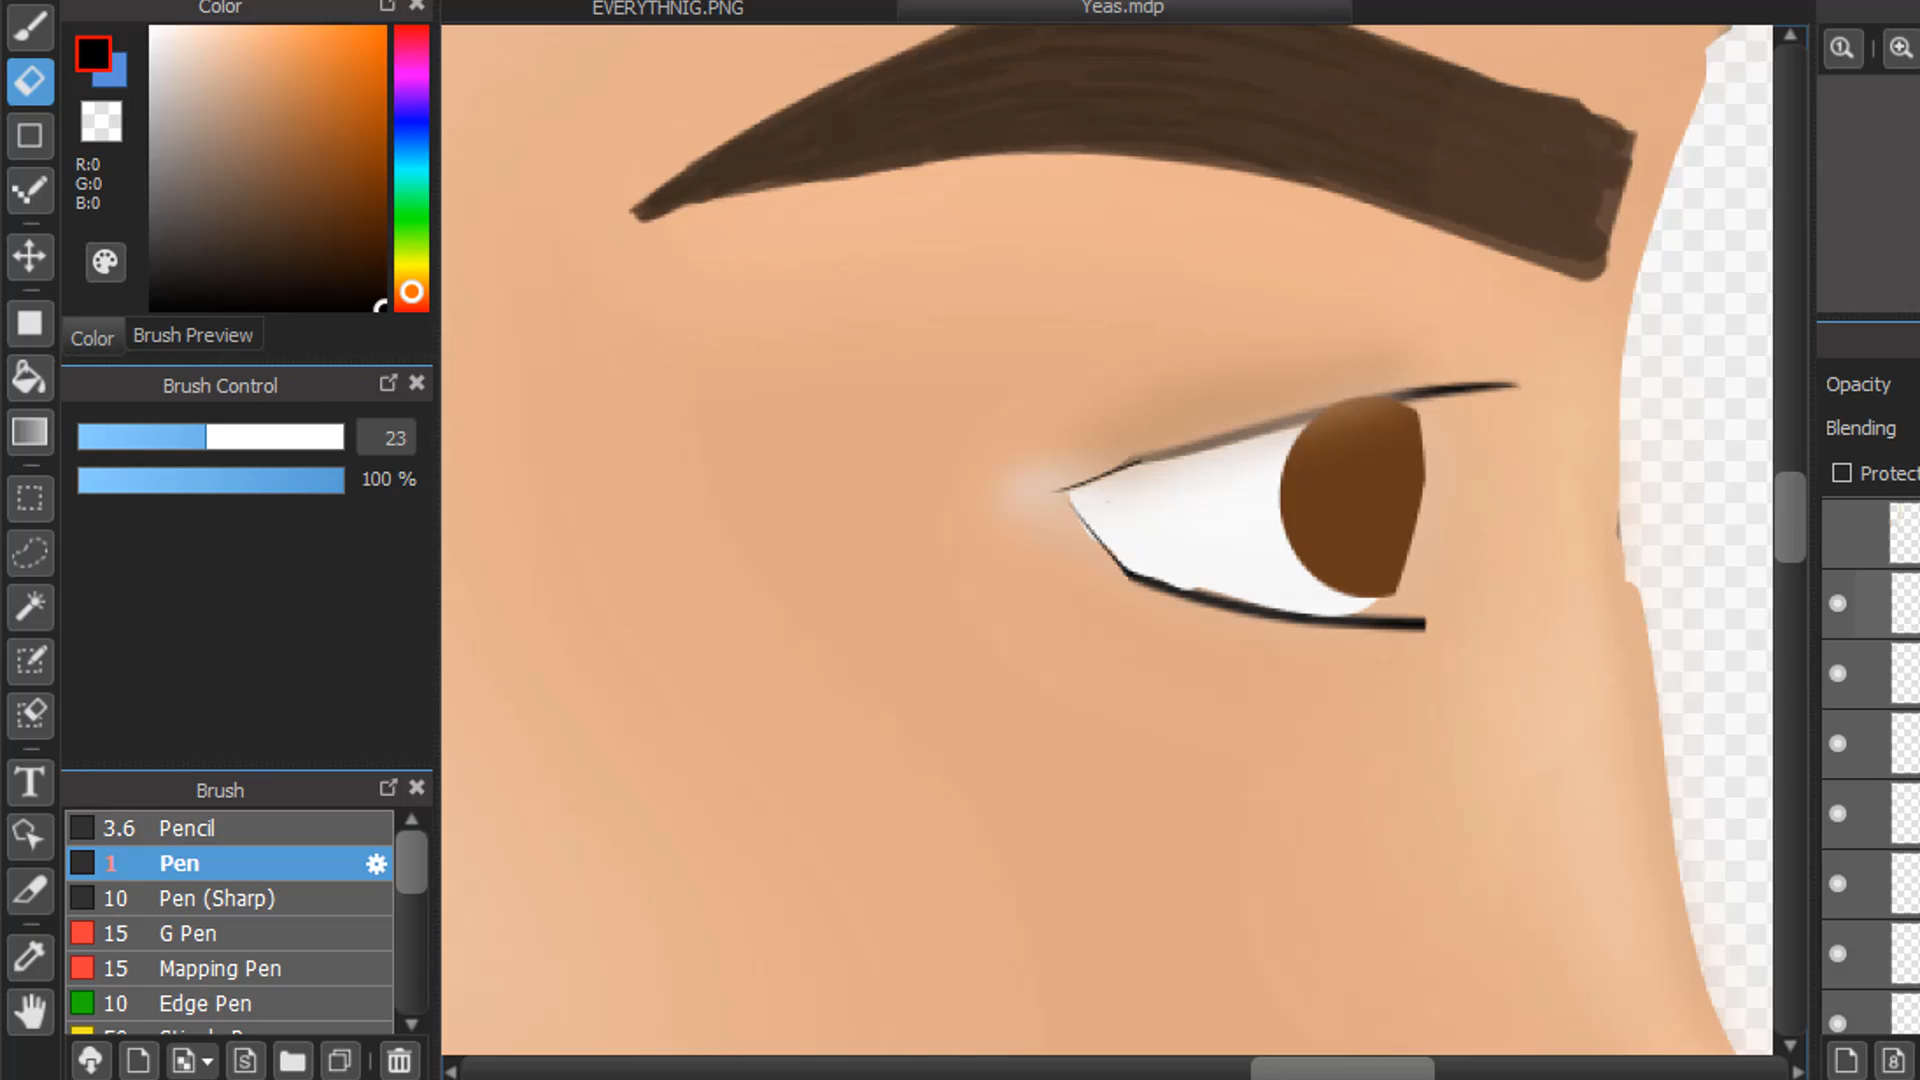 Color
EVERYTHNIG.PNG
Yeas.mdp
R:0
G:0
B:0
Color
Brush Preview
Brush Control
23
100 %
Opacity
Blending
Protect
Brush
3.6 Pencil
1 Pen
10 Pen (Sharp)
15 G Pen
15 Mapping Pen
10 Edge Pen